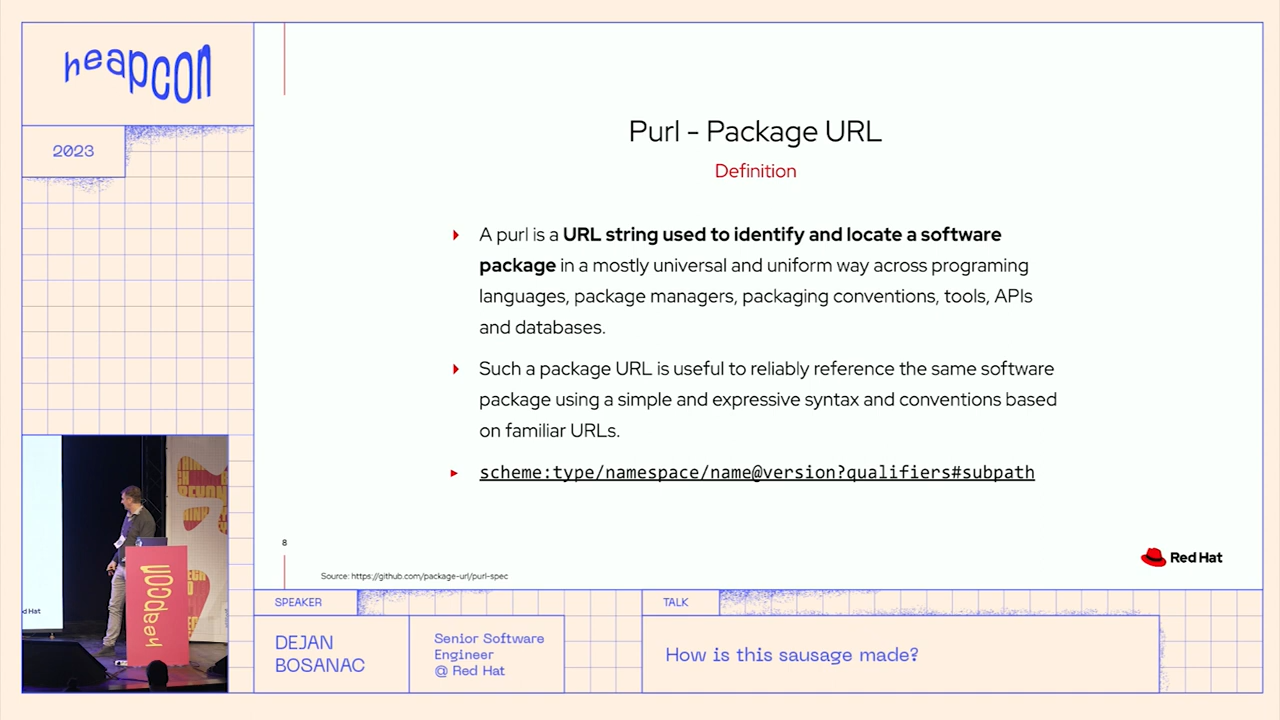 heapcon
2023
Purl - Package URL
Definition
A purl is a URL string used to identify and locate a software
package in a mostly universal and uniform way across programing
languages, package managers, packaging conventions, tools, APIs
and databases.
Such a package URL is useful to reliably reference the same software
package using a simple and expressive syntax and conventions based
on familiar URLs.
scheme:type/namespace/name@version?qualifiers#subpath
8
Red Hat
Source: https://github.com/package-url/purl-spec
heapcon
d Hat
SPEAKER
DEJAN
BOSANAC
Senior Software
Engineer
@ Red Hat
TALK
How is this sausage made?